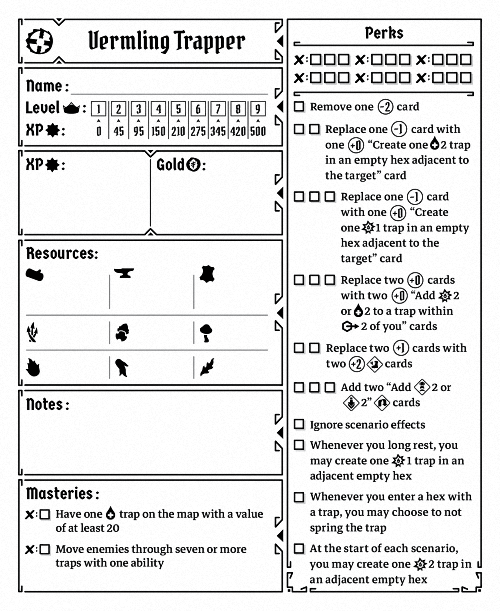 Vermling Trapper
Name:
Level:
1 2 3 4 5 6 7 8 9
XP:
0 45 95 150 210 275 345 420 500
XP:
Gold:
Resources:
Notes:
Masteries:
Have one trap on the map with a value
of at least 20
Move enemies through seven or more
traps with one ability
Perks
Remove one -2 card
Replace one -1 card with
one +0 “Create one 2 trap
in an empty hex adjacent to
the target” card
Replace one -1 card
with one +0 “Create
one 1 trap in an empty
hex adjacent to the
target” card
Replace two +0 cards
with two +0 “Add 2
or 2 to a trap within
2 of you” cards
Replace two +1 cards with
two +2 cards
Add two “Add 2 or
2” cards
Ignore scenario effects
Whenever you long rest, you
may create one 1 trap in an
adjacent empty hex
Whenever you enter a hex with
a trap, you may choose to not
spring the trap
At the start of each scenario,
you may create one 2 trap in
an adjacent empty hex